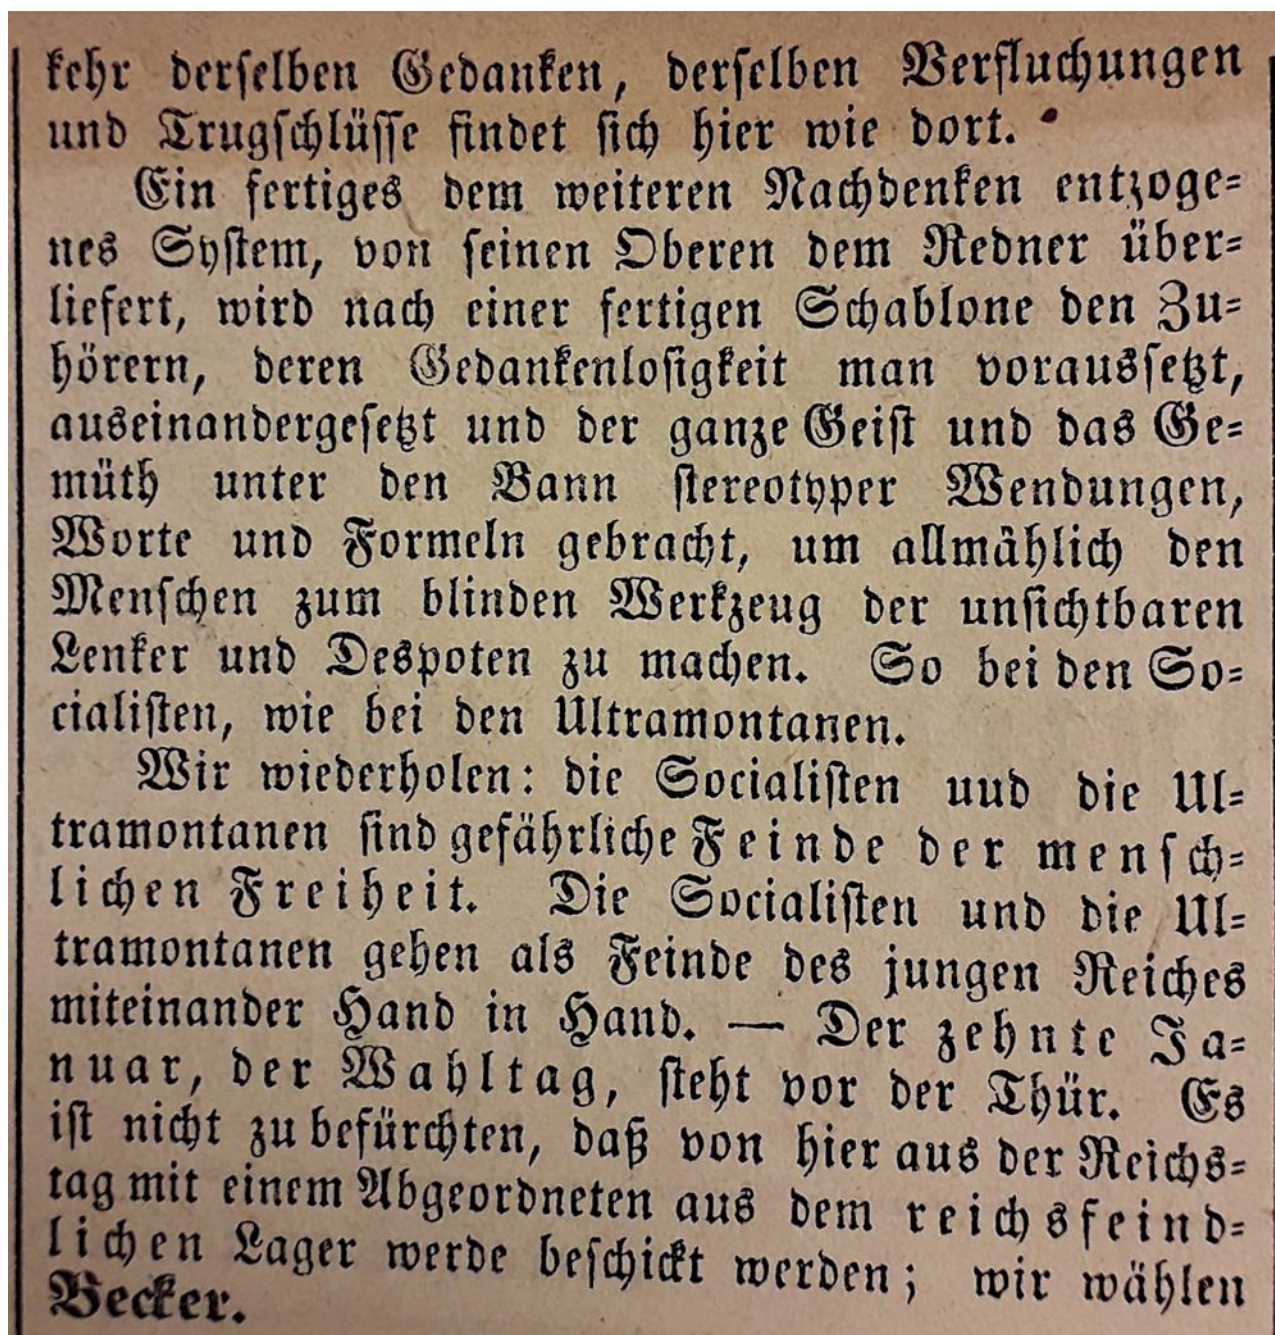 kehr derselben Gedanken, derselben Verfluchungen
und Trugschlüsse findet sich hier wie dort.
Ein fertiges dem weiteren Nachdenken entzoge-
nes System, von seinen Oberen dem Redner über-
liefert, wird nach einer fertigen Schablone den Zu-
hörern, deren Gedankenlosigkeit man voraussetzt,
auseinandergesetzt und der ganze Geist und das Ge-
müth unter den Bann stereotyper Wendungen,
Worte und Formeln gebracht, um allmählich den
Menschen zum blinden Werkzeug der unsichtbaren
Lenker und Despoten zu machen. So bei den So-
cialisten, wie bei den Ultramontanen.
Wir wiederholen: die Socialisten uud die Ul-
tramontanen sind gefährliche Feinde der mensch-
lichen Freiheit. Die Socialisten und die Ul-
tramontanen gehen als Feinde des jungen Reiches
miteinander Hand in Hand. — Der zehnte Ja-
nuar, der Wahltag, steht vor der Thür. Es
ist nicht zu befürchten, daß von hier aus der Reichs-
tag mit einem Abgeordneten aus dem reichsfeind-
lichen Lager werde beschickt werden; wir wählen
Becker.